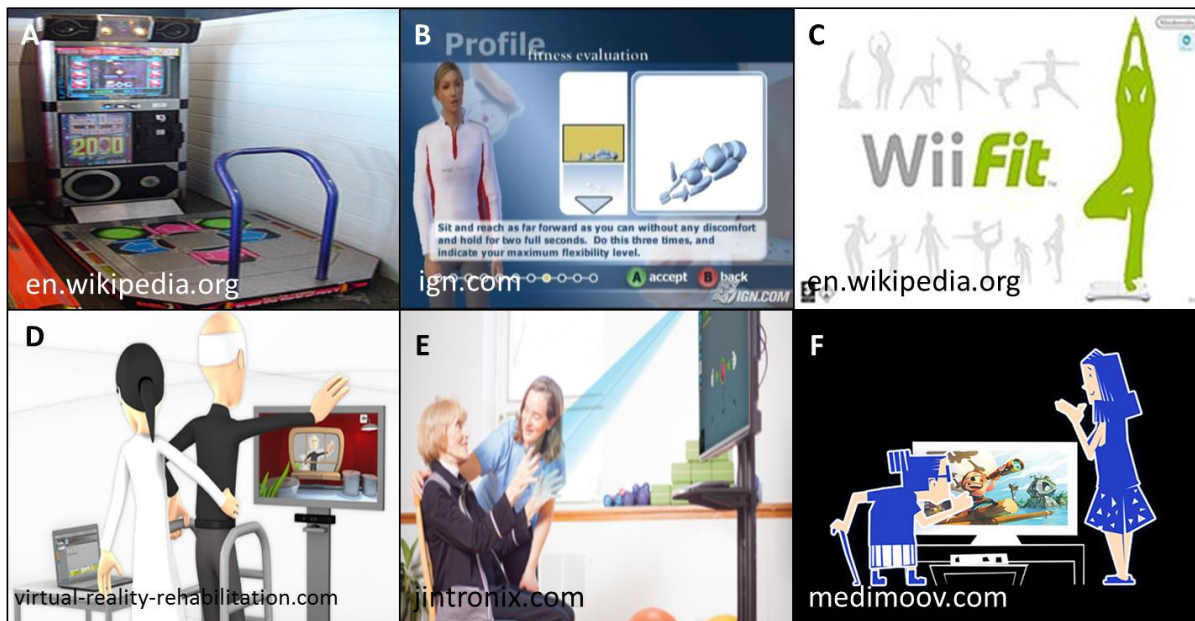 A
2000
en.wikipedia.org
B
Profile
fitness evaluation
Sit and reach as far forward as you can without any discomfort
and hold for two full seconds. Do this three times, and
indicate your maximum flexibility level.
A accept B back
IGN.COM
ign.com
C
Nintendo
Wii Fit
en.wikipedia.org
D
virtual-reality-rehabilitation.com
E
jintronix.com
F
medimoov.com